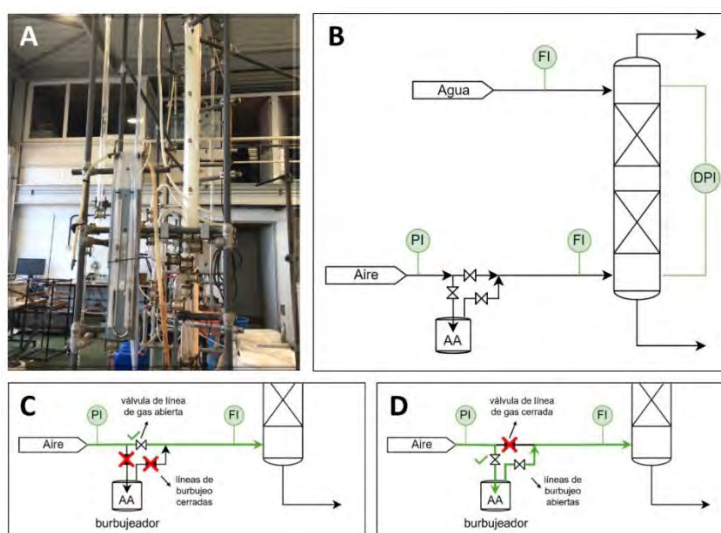 A
B
FI
Agua
DPI
PI
FI
Aire
AA
C
válvula de línea
de gas abierta
PI
FI
Aire
líneas de
burbujeo
cerradas
AA
burbujeador
D
válvula de línea
de gas cerrada
PI
FI
Aire
líneas de
burbujeo
abiertas
AA
burbujeador